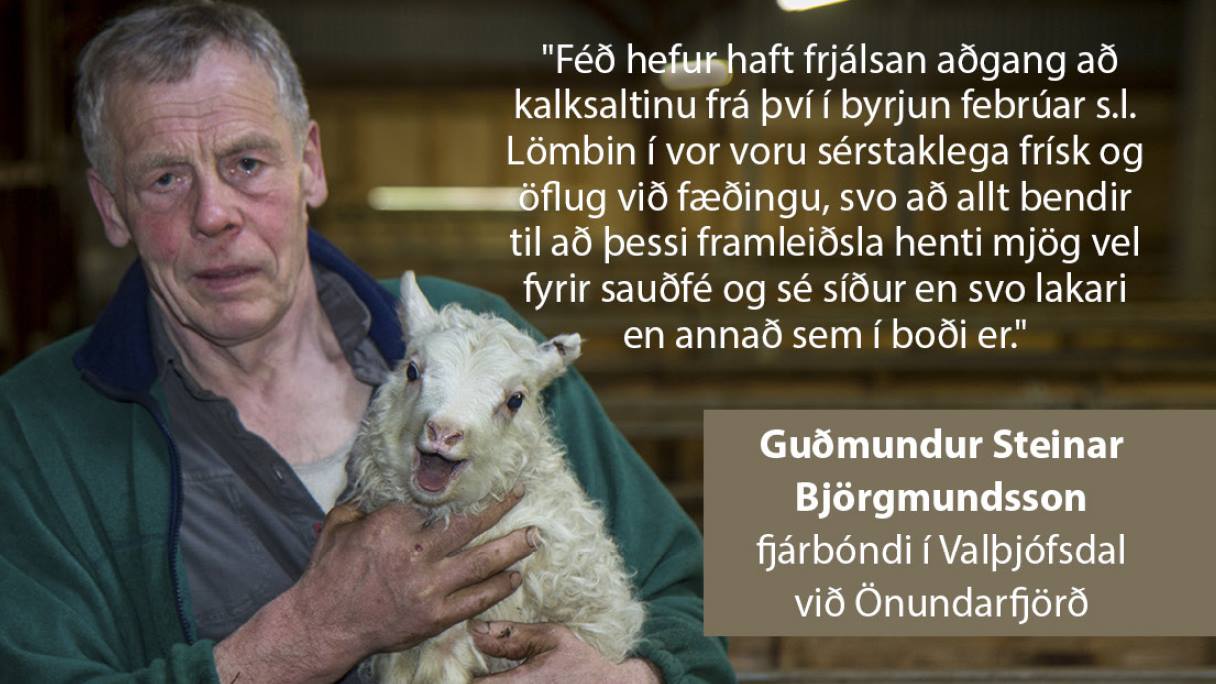 "Féð hefur haft frjálsan aðgang að
kalksaltinu frá því í byrjun febrúar s.l.
Lömbin í vor voru sérstaklega frísk og
öflug við fæðingu, svo að allt bendir
til að þessi framleiðsla henti mjög vel
fyrir sauðfé og sé síður en svo lakari
en annað sem í boði er."
Guðmundur Steinar
Björgmundsson
fjárbóndi í Valþjófsdal
við Önundarfjörð